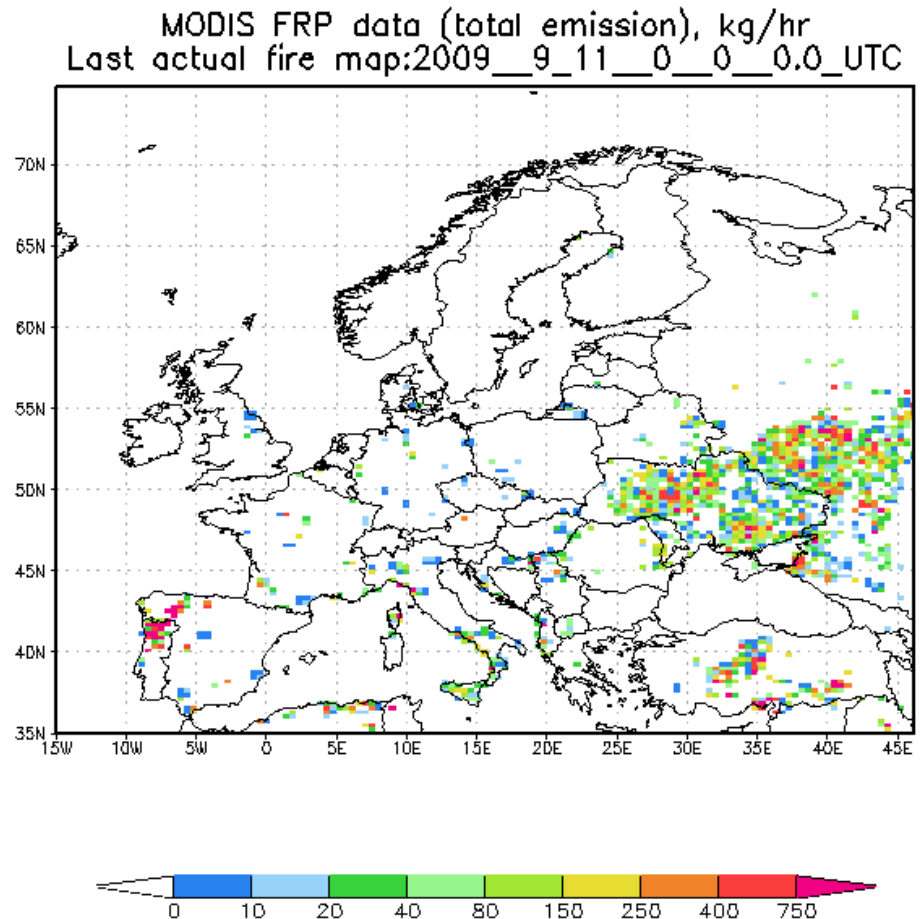 MODIS FRP data (total emission), kg/hr
Last actual fire map:2009__9_11__0__0__0.0_UTC
70N
65N
60N
55N
50N
45N
40N
35N
15W 10W 5W 0 5E 10E 15E 20E 25E 30E 35E 40E 45E
0 10 20 40 80 150 250 400 750